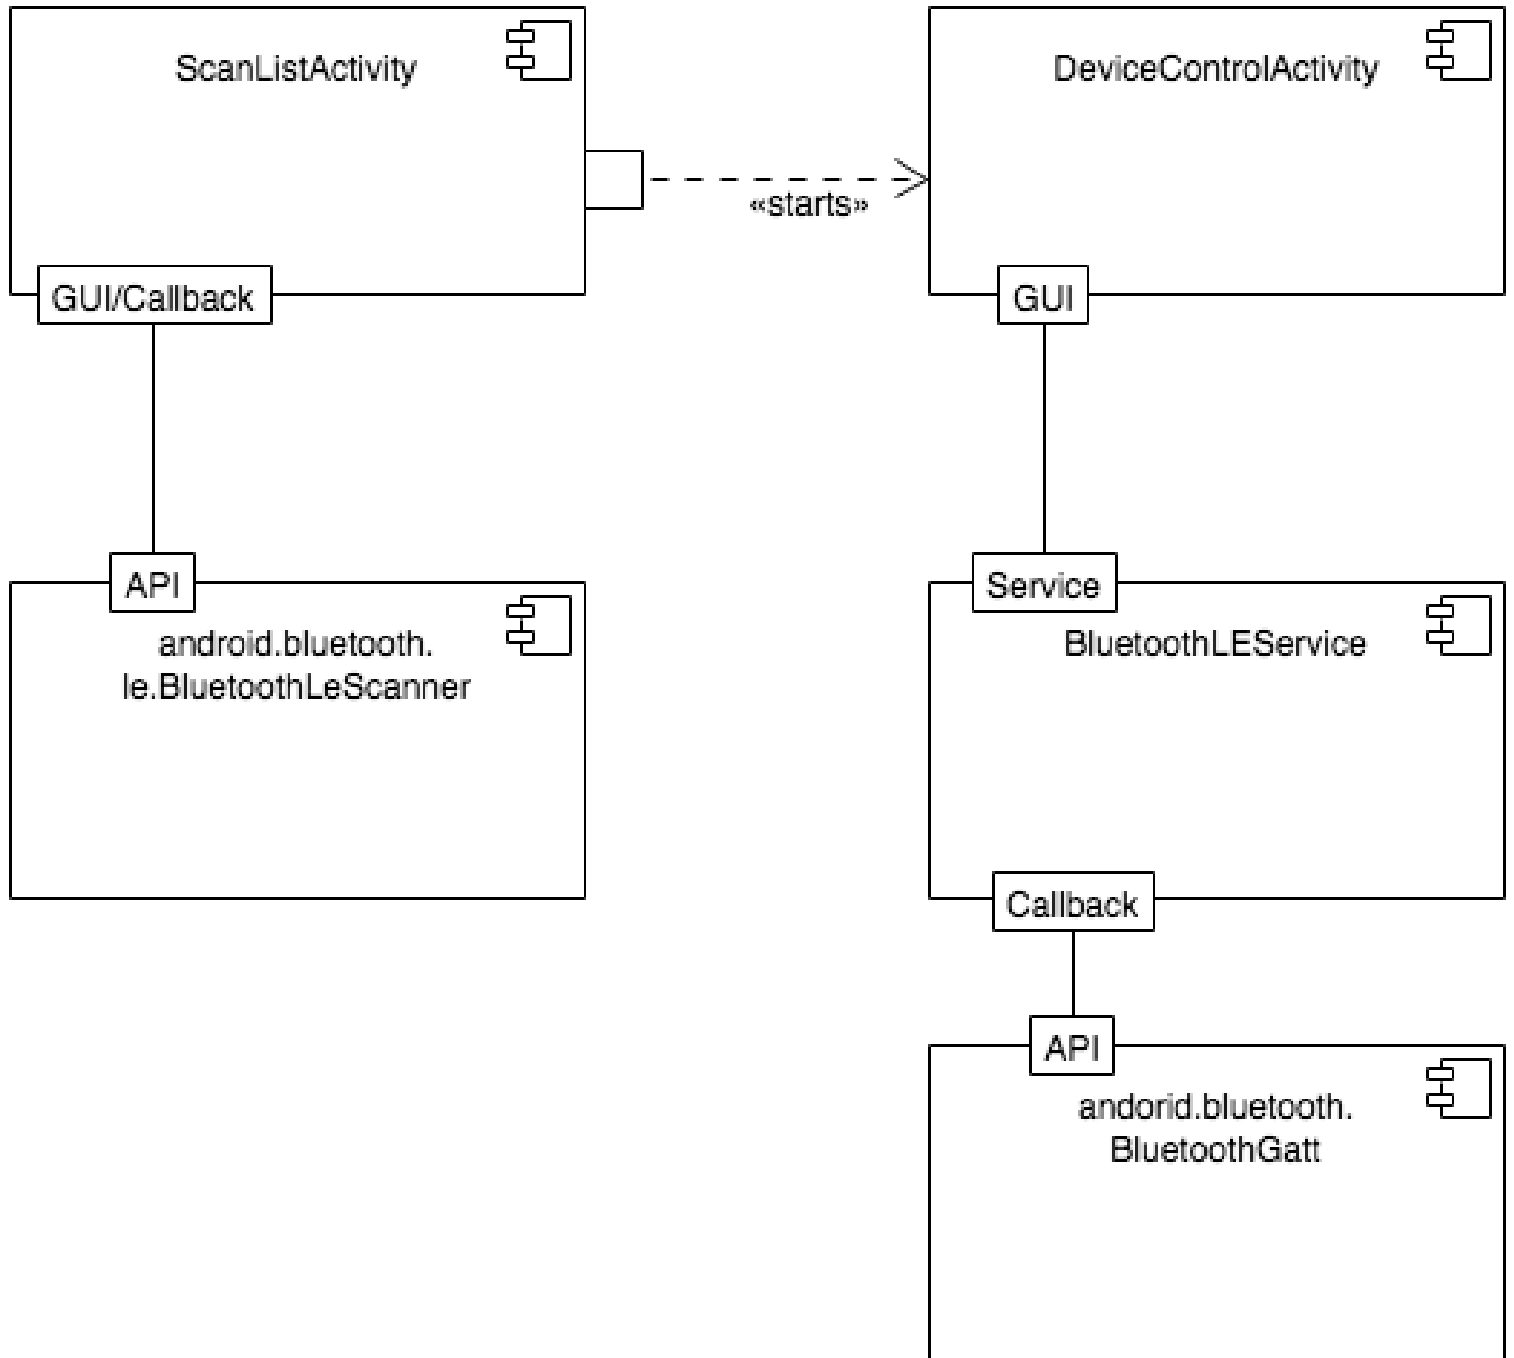 ScanListActivity
DeviceControlActivity
«starts»
GUI/Callback
GUI
API
android.bluetooth.
le.BluetoothLeScanner
Service
BluetoothLEService
Callback
API
andorid.bluetooth.
BluetoothGatt